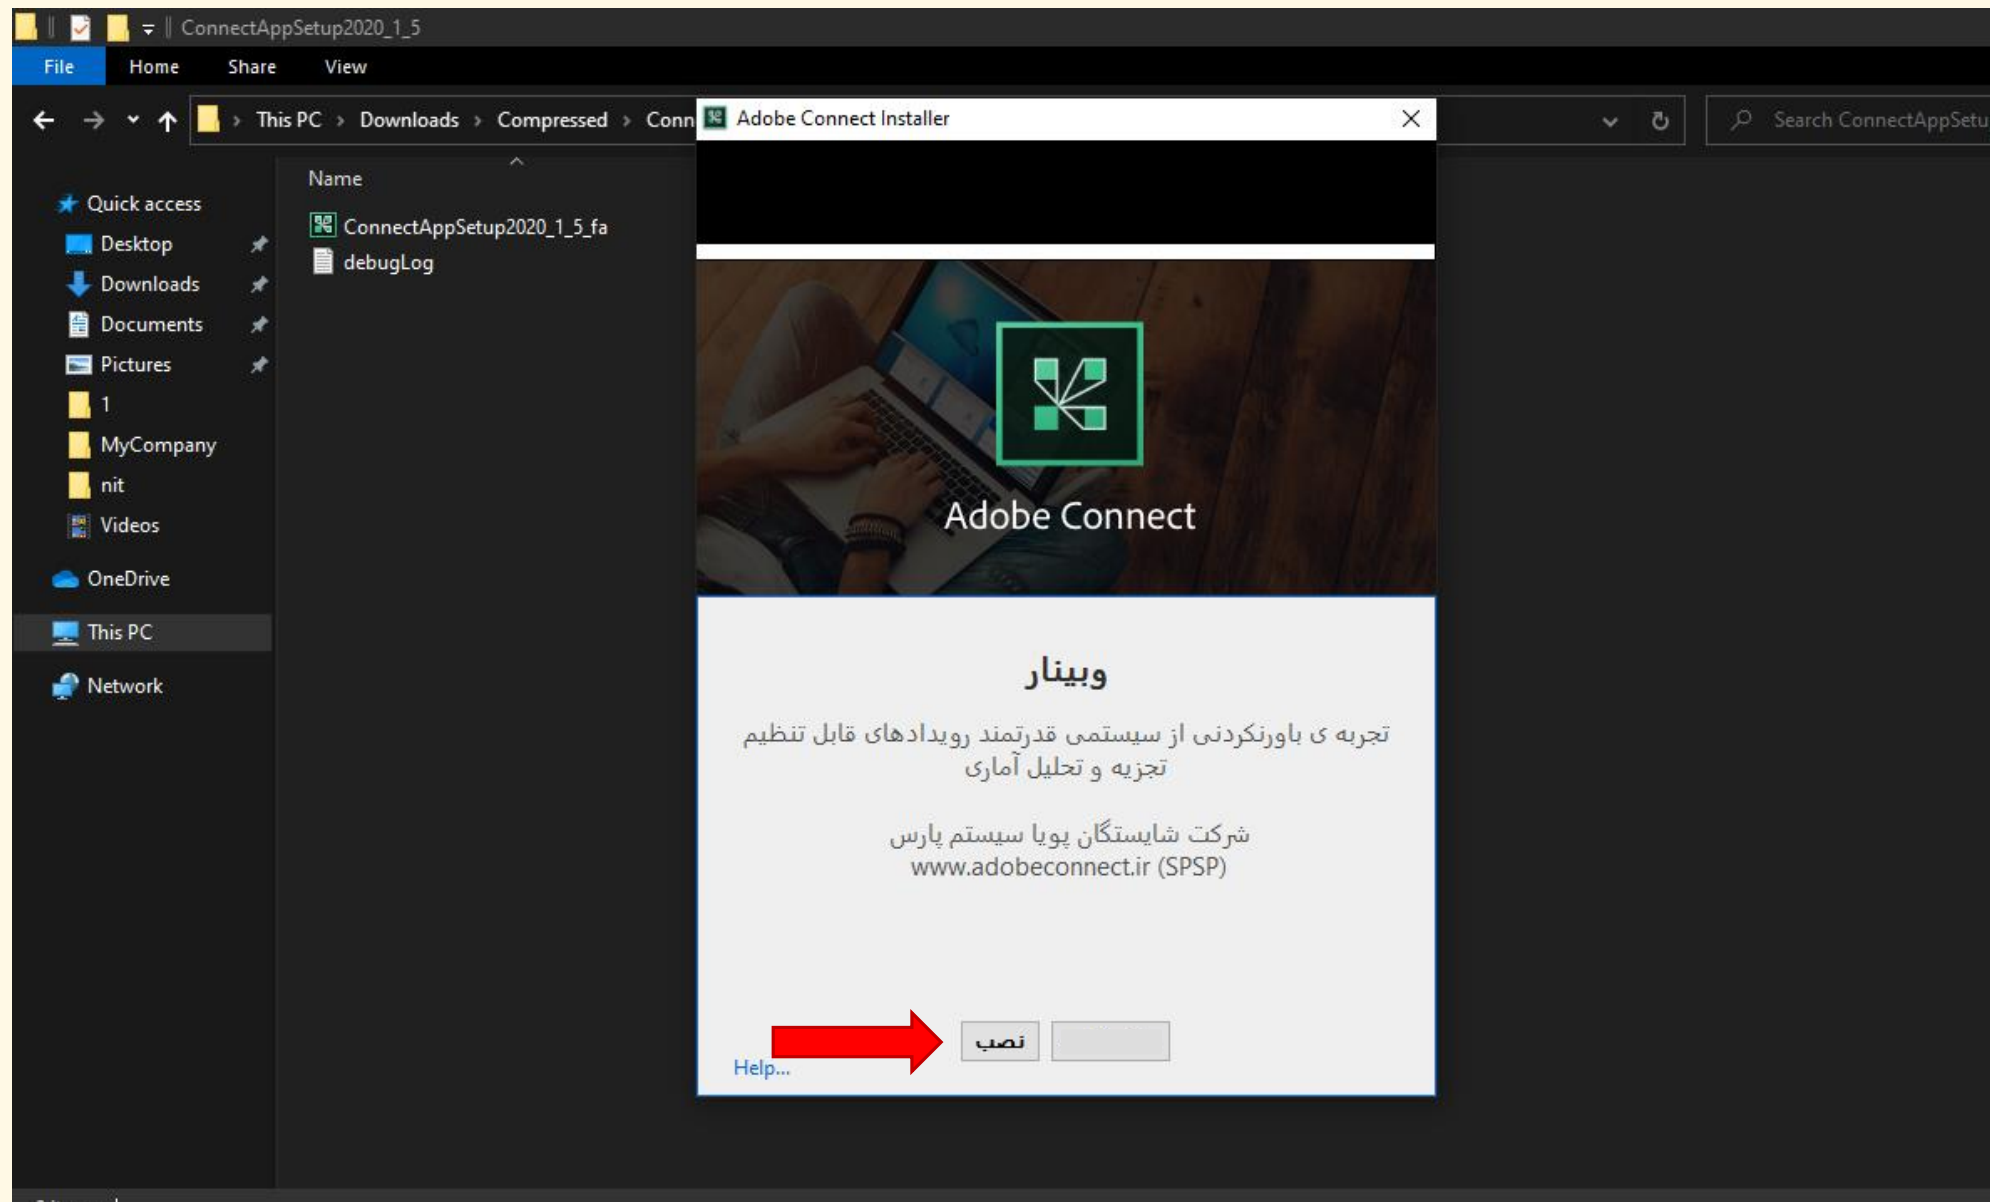 ConnectAppSetup2020_1_5
File Home Share View
This PC Downloads Compressed Conn
Search ConnectAppSetu
Adobe Connect Installer
Name
Quick access
ConnectAppSetup2020_1_5_fa
Desktop
debugLog
Downloads
Documents
Pictures
1
MyCompany
nit
Videos
OneDrive
This PC
Network
Adobe Connect
وبینار
تجربه ی باورنکردنی از سیستمی قدرتمند رویدادهای قابل تنظیم
تجزیه و تحلیل آماری
شرکت شایستگان پویا سیستم پارس
www.adobeconnect.ir (SPSP)
نصب
Help...